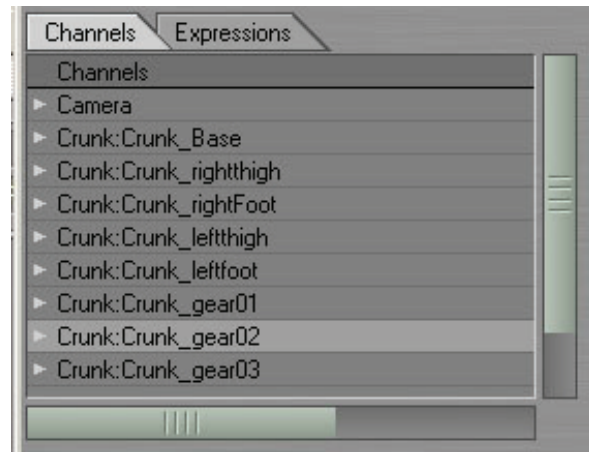 Channels Expressions
Channels
Camera
Crunk:Crunk_Base
Crunk:Crunk_rightthigh
Crunk:Crunk_rightFoot
Crunk:Crunk_leftthigh
Crunk:Crunk_leftfoot
Crunk:Crunk_gear01
Crunk:Crunk_gear02
Crunk:Crunk_gear03